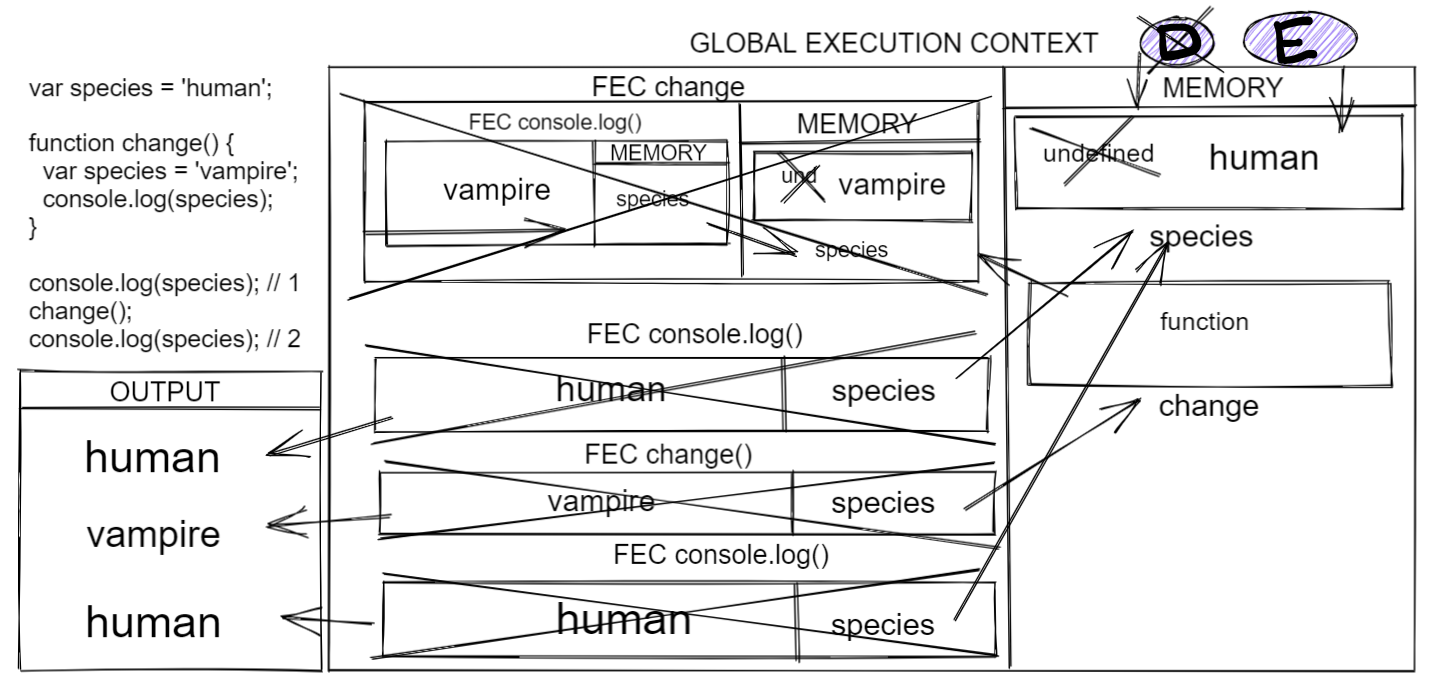 GLOBAL EXECUTION CONTEXT
D
E
var species = 'human';
function change() {
var species = 'vampire';
console.log(species);
}
console.log(species); // 1
change();
console.log(species); // 2
OUTPUT
human
vampire
human
FEC change
FEC console.log()
MEMORY
vampire
species
MEMORY
und
vampire
species
FEC console.log()
human
species
FEC change()
vampire
species
FEC console.log()
human
species
MEMORY
undefined
human
species
function
change